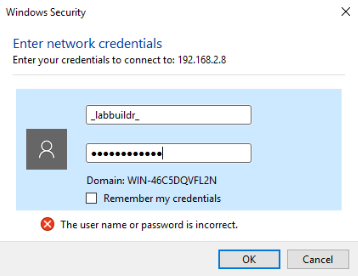 Windows Security
Enter network credentials
Enter your credentials to connect to: 192.168.2.8
_labbuildr_
●●●●●●●●●●●●
Domain: WIN-46C5DQVFL2N
Remember my credentials
The user name or password is incorrect.
OK
Cancel